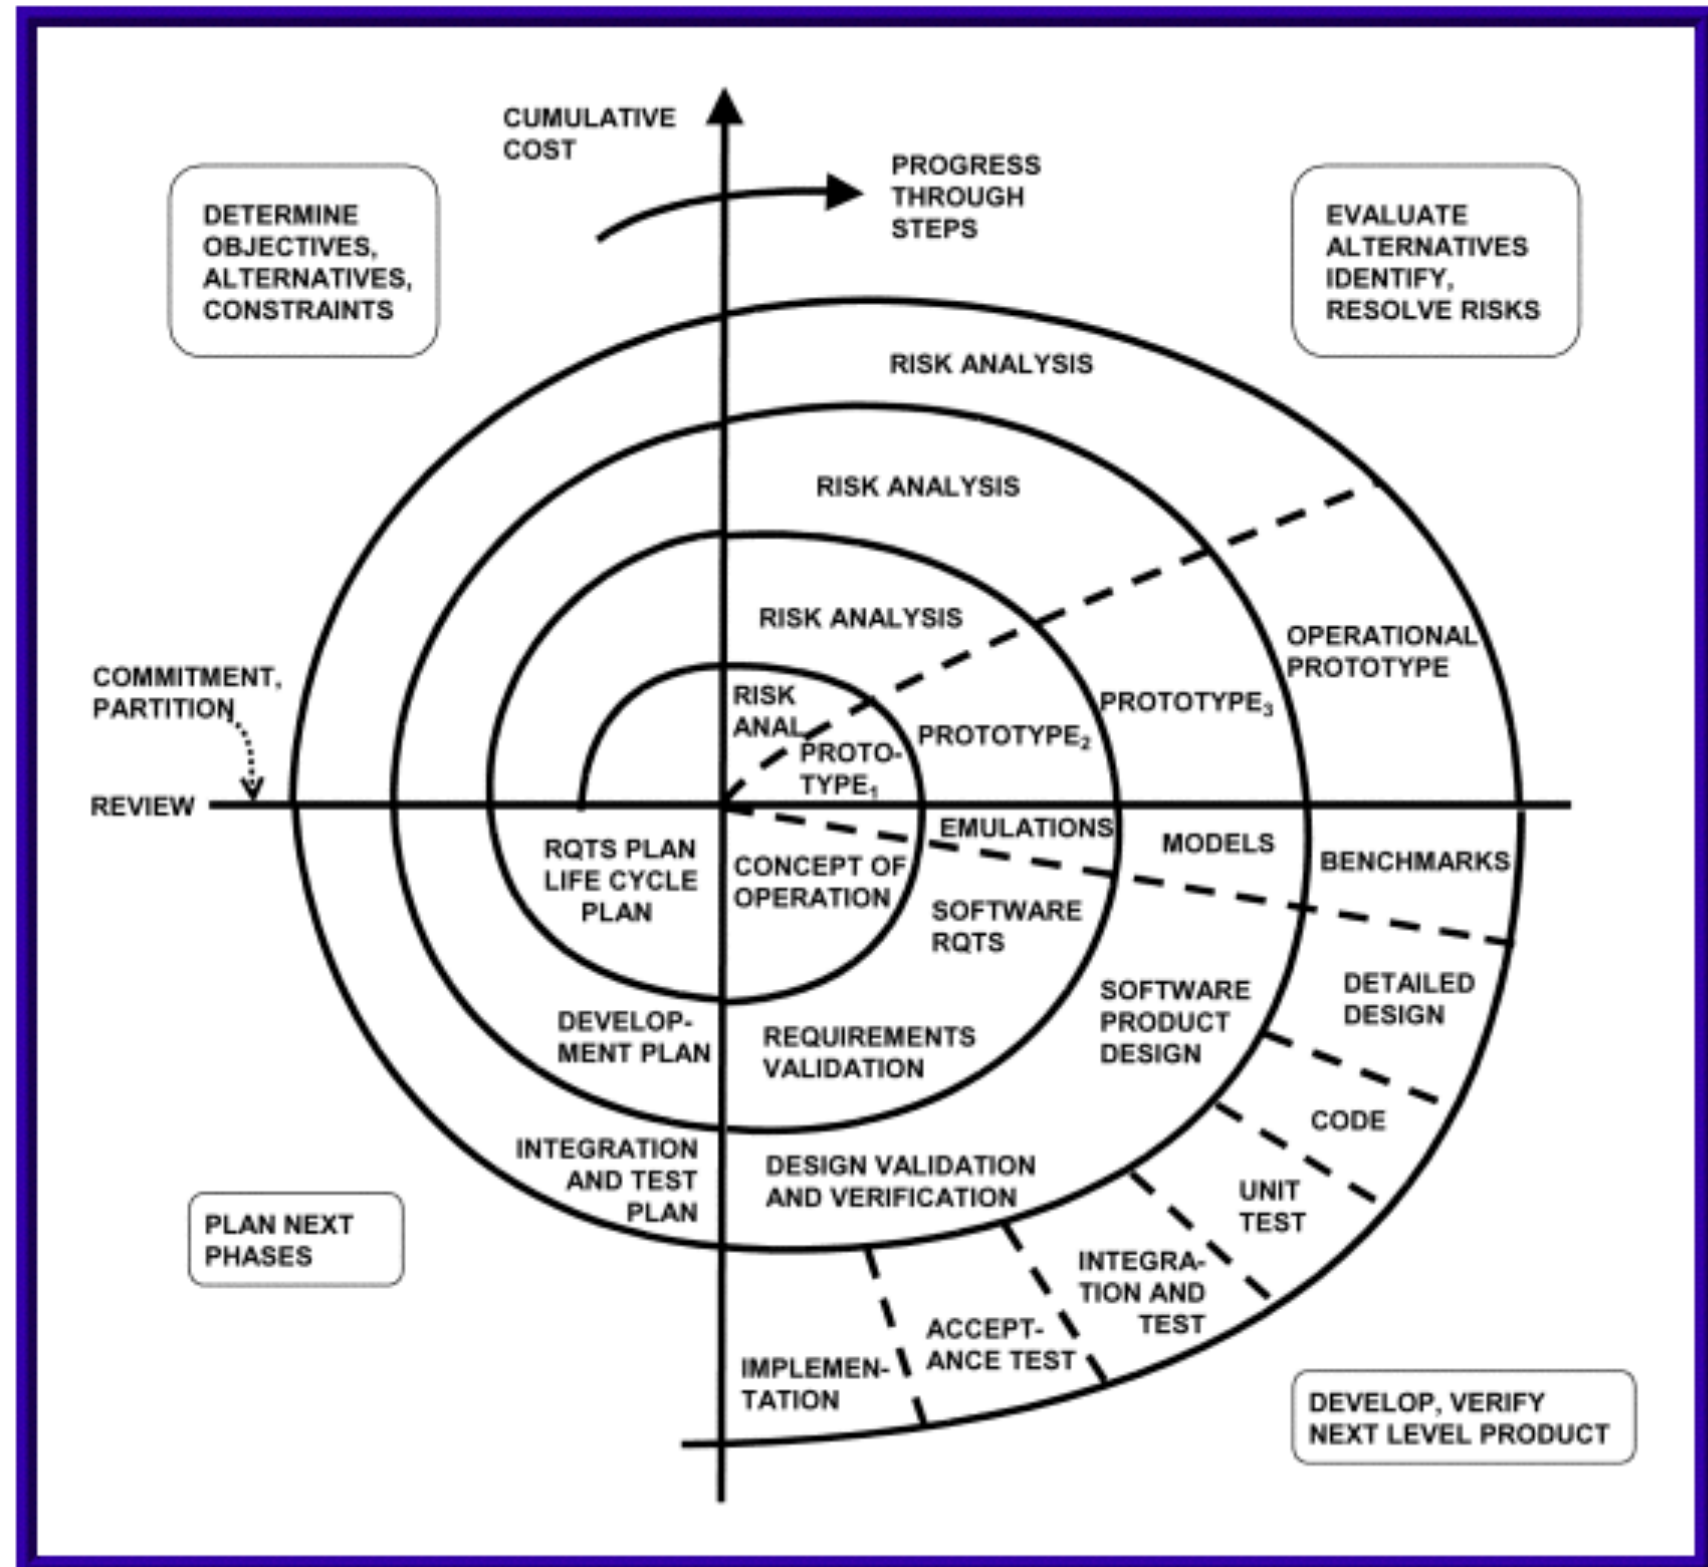 CUMULATIVE
COST
PROGRESS
THROUGH
STEPS
DETERMINE
OBJECTIVES,
ALTERNATIVES,
CONSTRAINTS
EVALUATE
ALTERNATIVES
IDENTIFY,
RESOLVE RISKS
RISK ANALYSIS
RISK ANALYSIS
RISK ANALYSIS
RISK
ANAL
PROTO-
TYPE₁
PROTOTYPE₂
PROTOTYPE₃
OPERATIONAL
PROTOTYPE
COMMITMENT,
PARTITION
REVIEW
EMULATIONS
MODELS
BENCHMARKS
RQTS PLAN
LIFE CYCLE
PLAN
CONCEPT OF
OPERATION
SOFTWARE
RQTS
SOFTWARE
PRODUCT
DESIGN
DETAILED
DESIGN
DEVELOP-
MENT PLAN
REQUIREMENTS
VALIDATION
CODE
INTEGRATION
AND TEST
PLAN
DESIGN VALIDATION
AND VERIFICATION
UNIT
TEST
INTEGRA-
TION AND
TEST
ACCEPT-
ANCE TEST
IMPLEMEN-
TATION
PLAN NEXT
PHASES
DEVELOP, VERIFY
NEXT LEVEL PRODUCT